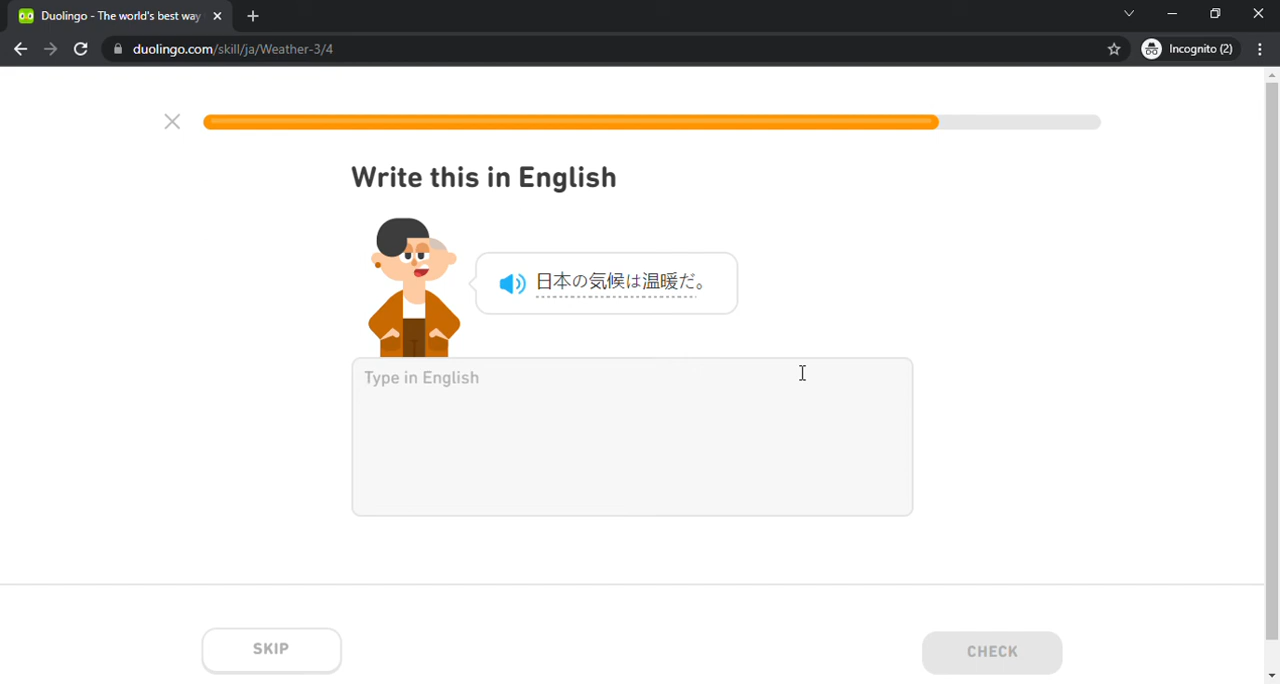 Duolingo - The world's best way
duolingo.com/skill/ja/Weather-3/4
Incognito (2)
Write this in English
日本の気候は温暖だ。
Type in English
SKIP
CHECK